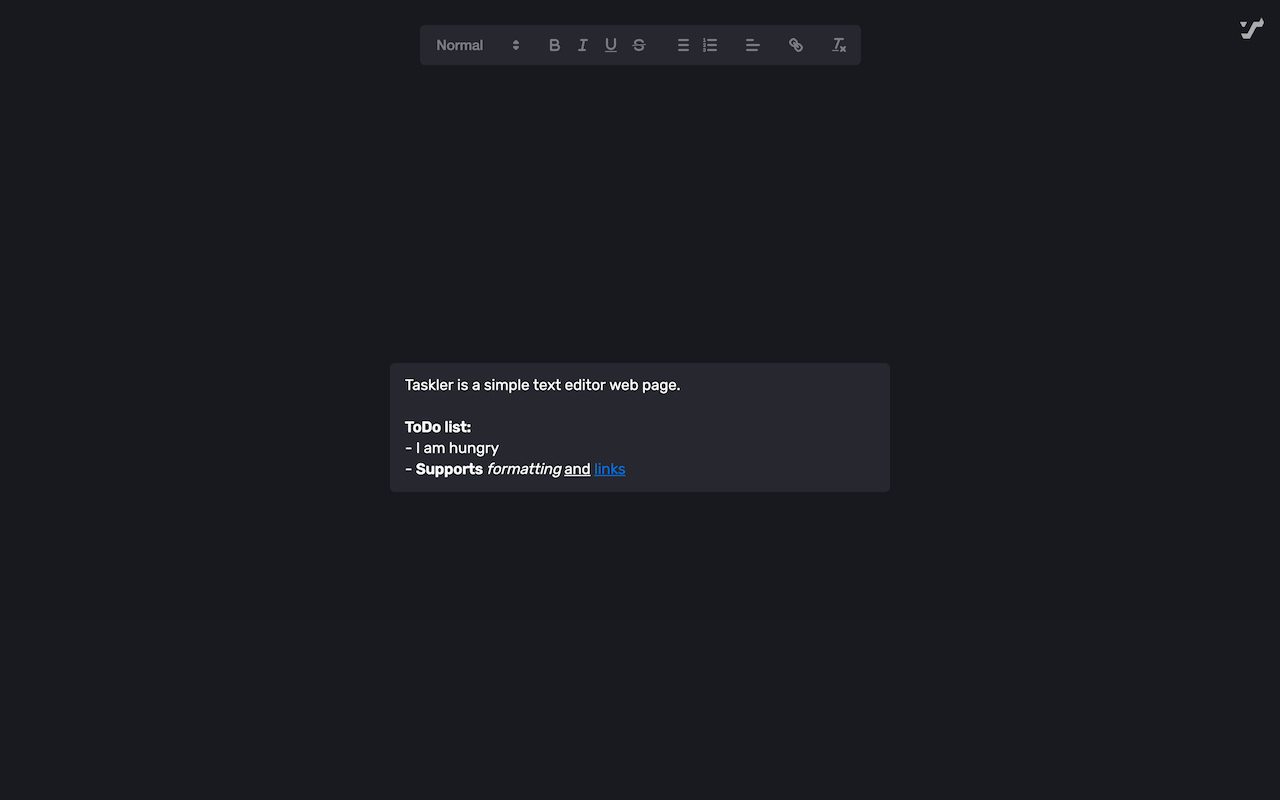 Normal
Taskler is a simple text editor web page.
ToDo list:
- I am hungry
- Supports formatting and links